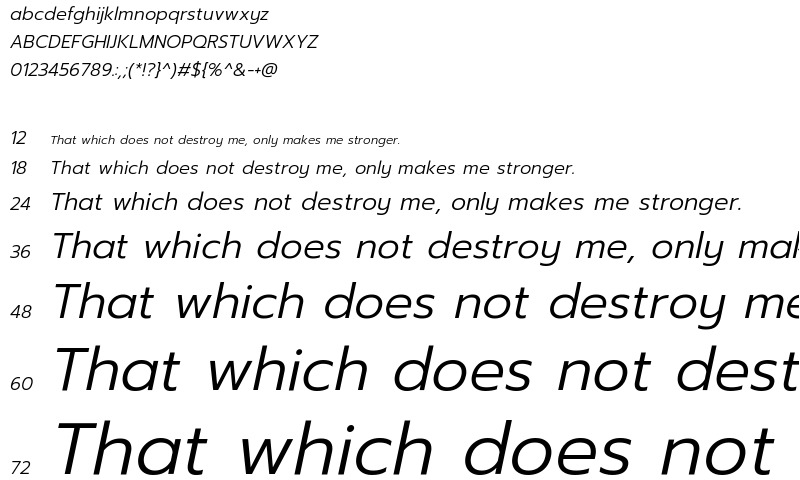 abcdefghijklmnopqrstuvwxyz
ABCDEFGHIJKLMNOPQRSTUVWXYZ
0123456789.:,;(*!?}^)#${%^&-+@
12 That which does not destroy me, only makes me stronger.
18 That which does not destroy me, only makes me stronger.
24 That which does not destroy me, only makes me stronger.
36 That which does not destroy me, only mak
48 That which does not destroy me
60 That which does not dest
72 That which does not